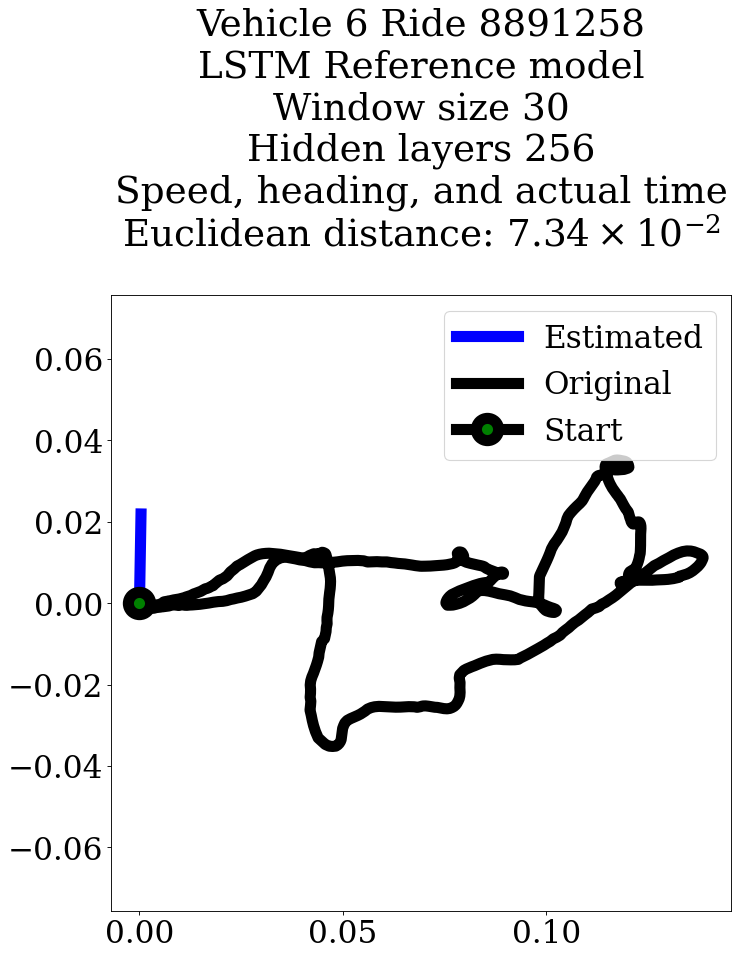 Vehicle 6 Ride 8891258
LSTM Reference model
Window size 30
Hidden layers 256
Speed, heading, and actual time
Euclidean distance: 7.34 × 10⁻²
Estimated
Original
Start
0.06
0.04
0.02
0.00
−0.02
−0.04
−0.06
0.00 0.05 0.10